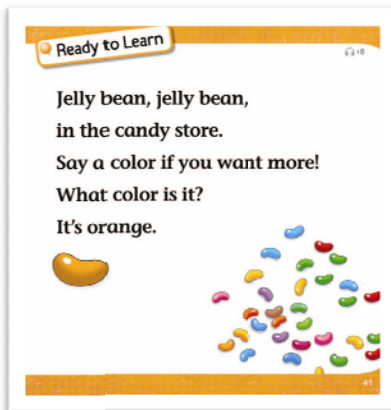 Ready to Learn
18
Jelly bean, jelly bean,
in the candy store.
Say a color if you want more!
What color is it?
It's orange.
41